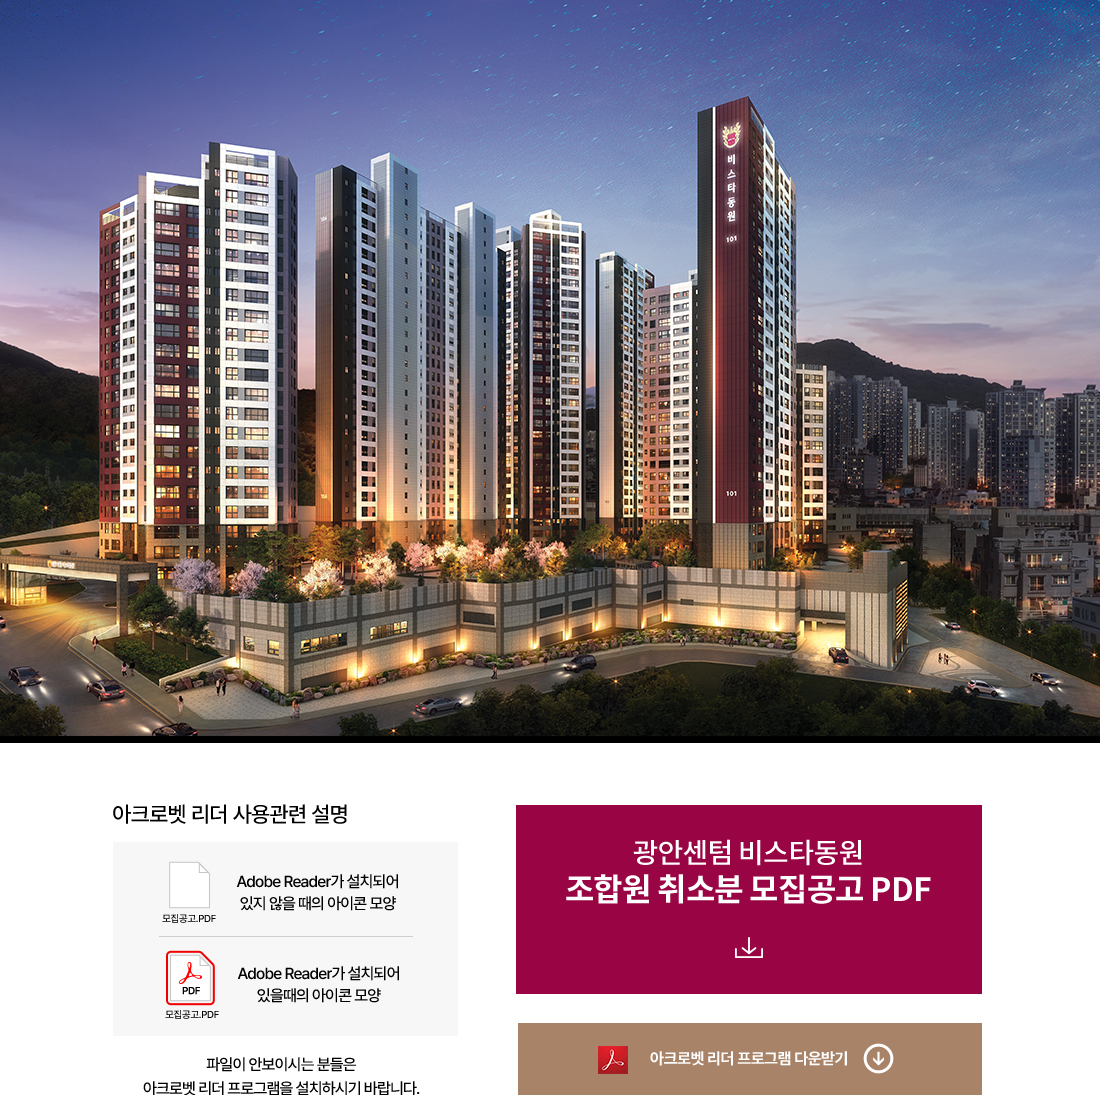 비스타동원
101
101
아크로벳 리더 사용관련 설명
모집공고.PDF
Adobe Reader가 설치되어
있지 않을 때의 아이콘 모양
PDF
모집공고.PDF
Adobe Reader가 설치되어
있을때의 아이콘 모양
파일이 안보이시는 분들은
아크로벳 리더 프로그램을 설치하시기 바랍니다.
광안센텀 비스타동원
조합원 취소분 모집공고 PDF
아크로벳 리더 프로그램 다운받기